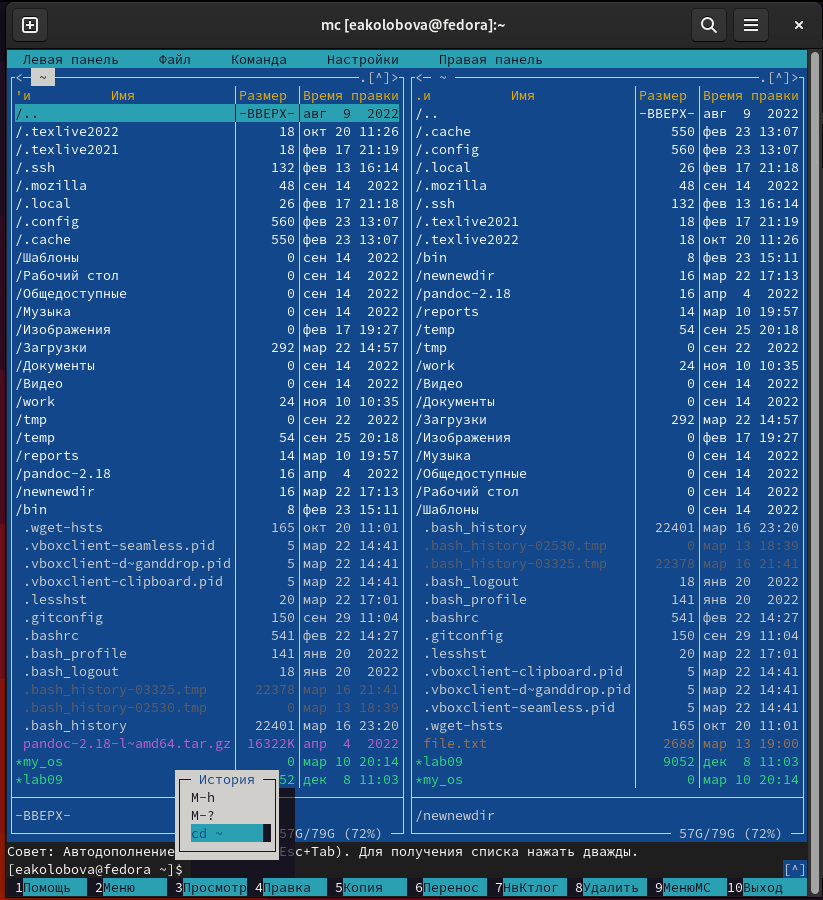 mc [eakolobova@fedora]:~
Левая панель Файл Команда Настройки Правая панель
<- ~ .[^]> <- ~ .[^]>
'и Имя Размер Время правки .и Имя Размер Время правки
/.. -ВВЕРХ- авг 9 2022 /.. -ВВЕРХ- авг 9 2022
/.texlive2022 18 окт 20 11:26 /.cache 550 фев 23 13:07
/.texlive2021 18 фев 17 21:19 /.config 560 фев 23 13:07
/.ssh 132 фев 13 16:14 /.local 26 фев 17 21:18
/.mozilla 48 сен 14 2022 /.mozilla 48 сен 14 2022
/.local 26 фев 17 21:18 /.ssh 132 фев 13 16:14
/.config 560 фев 23 13:07 /.texlive2021 18 фев 17 21:19
/.cache 550 фев 23 13:07 /.texlive2022 18 окт 20 11:26
/Шаблоны 0 сен 14 2022 /bin 8 фев 23 15:11
/Рабочий стол 0 сен 14 2022 /newnewdir 16 мар 22 17:13
/Общедоступные 0 сен 14 2022 /pandoc-2.18 16 апр 4 2022
/Музыка 0 сен 14 2022 /reports 14 мар 10 19:57
/Изображения 0 фев 17 19:27 /temp 54 сен 25 20:18
/Загрузки 292 мар 22 14:57 /tmp 0 сен 22 2022
/Документы 0 сен 14 2022 /work 24 ноя 10 10:35
/Видео 0 сен 14 2022 /Видео 0 сен 14 2022
/work 24 ноя 10 10:35 /Документы 0 сен 14 2022
/tmp 0 сен 22 2022 /Загрузки 292 мар 22 14:57
/temp 54 сен 25 20:18 /Изображения 0 фев 17 19:27
/reports 14 мар 10 19:57 /Музыка 0 сен 14 2022
/pandoc-2.18 16 апр 4 2022 /Общедоступные 0 сен 14 2022
/newnewdir 16 мар 22 17:13 /Рабочий стол 0 сен 14 2022
/bin 8 фев 23 15:11 /Шаблоны 0 сен 14 2022
.wget-hsts 165 окт 20 11:01 .bash_history 22401 мар 16 23:20
.vboxclient-seamless.pid 5 мар 22 14:41 .bash_history-02530.tmp 0 мар 13 18:39
.vboxclient-d~ganddrop.pid 5 мар 22 14:41 .bash_history-03325.tmp 22378 мар 16 21:41
.vboxclient-clipboard.pid 5 мар 22 14:41 .bash_logout 18 янв 20 2022
.lesshst 20 мар 22 17:01 .bash_profile 141 янв 20 2022
.gitconfig 150 сен 29 11:04 .bashrc 541 фев 22 14:27
.bashrc 541 фев 22 14:27 .gitconfig 150 сен 29 11:04
.bash_profile 141 янв 20 2022 .lesshst 20 мар 22 17:01
.bash_logout 18 янв 20 2022 .vboxclient-clipboard.pid 5 мар 22 14:41
.bash_history-03325.tmp 22378 мар 16 21:41 .vboxclient-d~ganddrop.pid 5 мар 22 14:41
.bash_history-02530.tmp 0 мар 13 18:39 .vboxclient-seamless.pid 5 мар 22 14:41
.bash_history 22401 мар 16 23:20 .wget-hsts 165 окт 20 11:01
pandoc-2.18-l~amd64.tar.gz 16322K апр 4 2022 file.txt 2688 мар 13 19:00
*my_os 0 мар 10 20:14 *lab09 9052 дек 8 11:03
*lab09 52 дек 8 11:03 *my_os 0 мар 10 20:14
История
M-h
-ВВЕРХ- M-? /newnewdir
cd ~ 57G/79G (72%) 57G/79G (72%)
Совет: Автодополнение Esc+Tab). Для получения списка нажать дважды.
[eakolobova@fedora ~]$ [^]
1Помощь 2Меню 3Просмотр 4Правка 5Копия 6Перенос 7НвКтлог 8Удалить 9МенюМС 10Выход